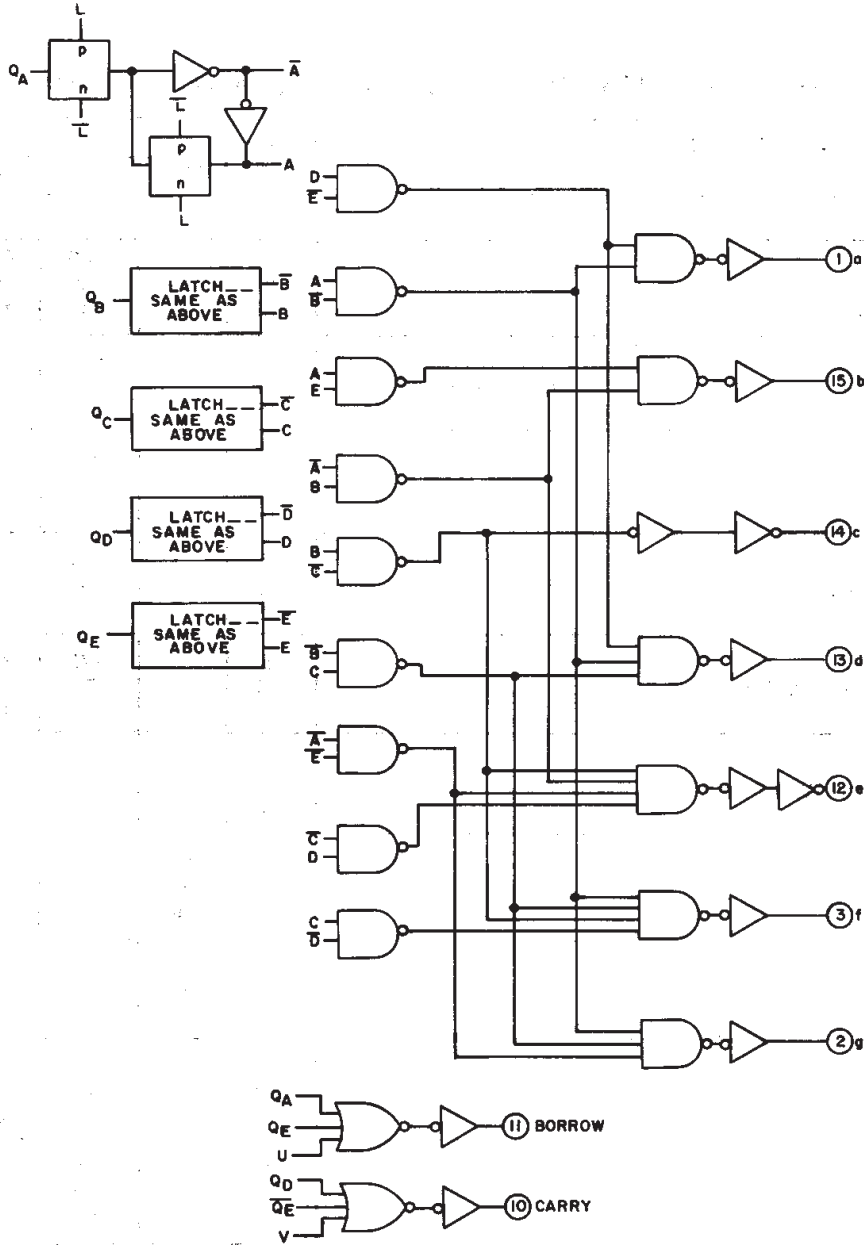 L
p
Q_A
n
L̅
A̅
L̅
p
n
L
A
D
E̅
1 a
Q_B
LATCH _ _
SAME AS
ABOVE
B̅
B
A
B̅
A
E
15 b
Q_C
LATCH _ _
SAME AS
ABOVE
C̅
C
A̅
B
Q_D
LATCH _ _
SAME AS
ABOVE
D̅
D
B
C̅
14 c
Q_E
LATCH _ _
SAME AS
ABOVE
E̅
E
B̅
C
13 d
A̅
E̅
12 e
C̅
D
C
D̅
3 f
2 g
Q_A
Q_E
U
11 BORROW
Q_D
Q̅_E̅
V
10 CARRY